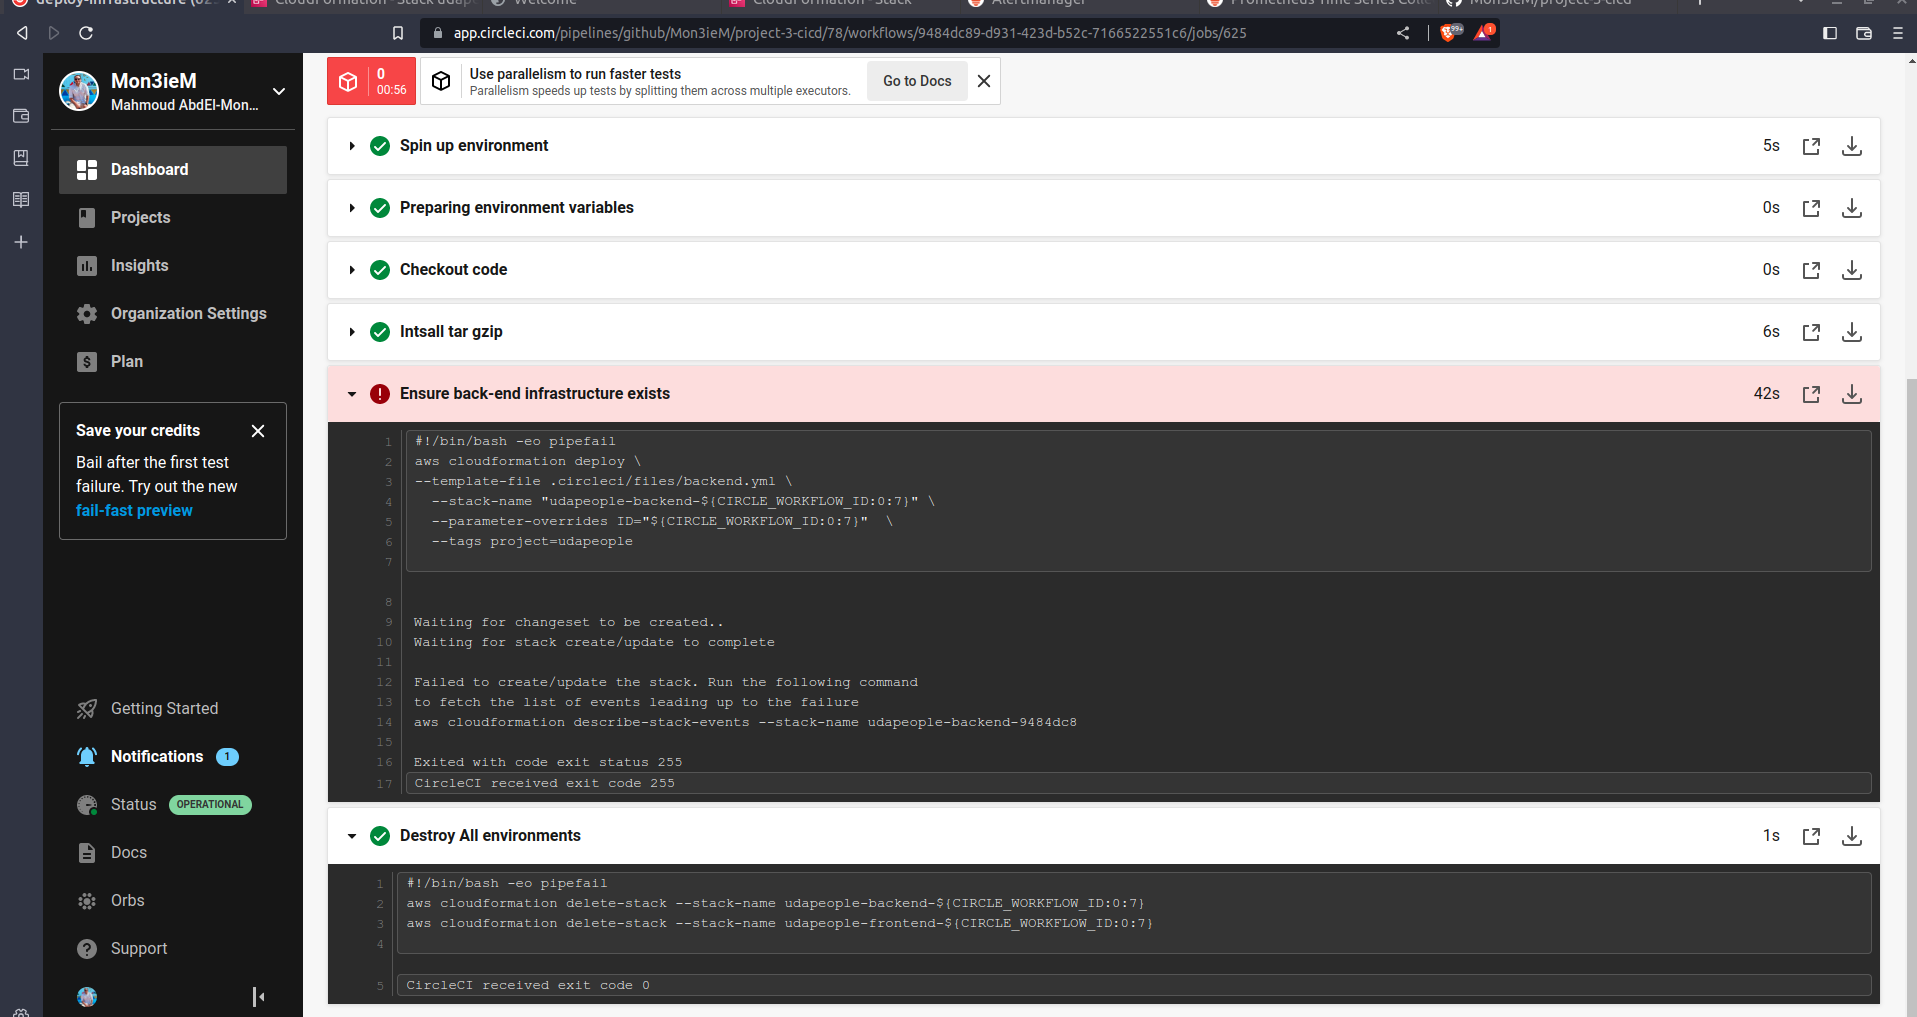 Welcome
Alertmanager
app.circleci.com/pipelines/github/Mon3ieM/project-3-cicd/78/workflows/9484dc89-d931-423d-b52c-7166522551c6/jobs/625
99+
1
Mon3ieM
Mahmoud AbdEl-Mon...
Dashboard
Projects
Insights
Organization Settings
Plan
Save your credits
Bail after the first test
failure. Try out the new
fail-fast preview
Getting Started
Notifications 1
Status OPERATIONAL
Docs
Orbs
Support
0
00:56
Use parallelism to run faster tests
Parallelism speeds up tests by splitting them across multiple executors.
Go to Docs
Spin up environment 5s
Preparing environment variables 0s
Checkout code 0s
Intsall tar gzip 6s
Ensure back-end infrastructure exists 42s
1 #!/bin/bash -eo pipefail
2 aws cloudformation deploy \
3 --template-file .circleci/files/backend.yml \
4 --stack-name "udapeople-backend-${CIRCLE_WORKFLOW_ID:0:7}" \
5 --parameter-overrides ID="${CIRCLE_WORKFLOW_ID:0:7}" \
6 --tags project=udapeople
7
8
9 Waiting for changeset to be created..
10 Waiting for stack create/update to complete
11
12 Failed to create/update the stack. Run the following command
13 to fetch the list of events leading up to the failure
14 aws cloudformation describe-stack-events --stack-name udapeople-backend-9484dc8
15
16 Exited with code exit status 255
17 CircleCI received exit code 255
Destroy All environments 1s
1 #!/bin/bash -eo pipefail
2 aws cloudformation delete-stack --stack-name udapeople-backend-${CIRCLE_WORKFLOW_ID:0:7}
3 aws cloudformation delete-stack --stack-name udapeople-frontend-${CIRCLE_WORKFLOW_ID:0:7}
4
5 CircleCI received exit code 0